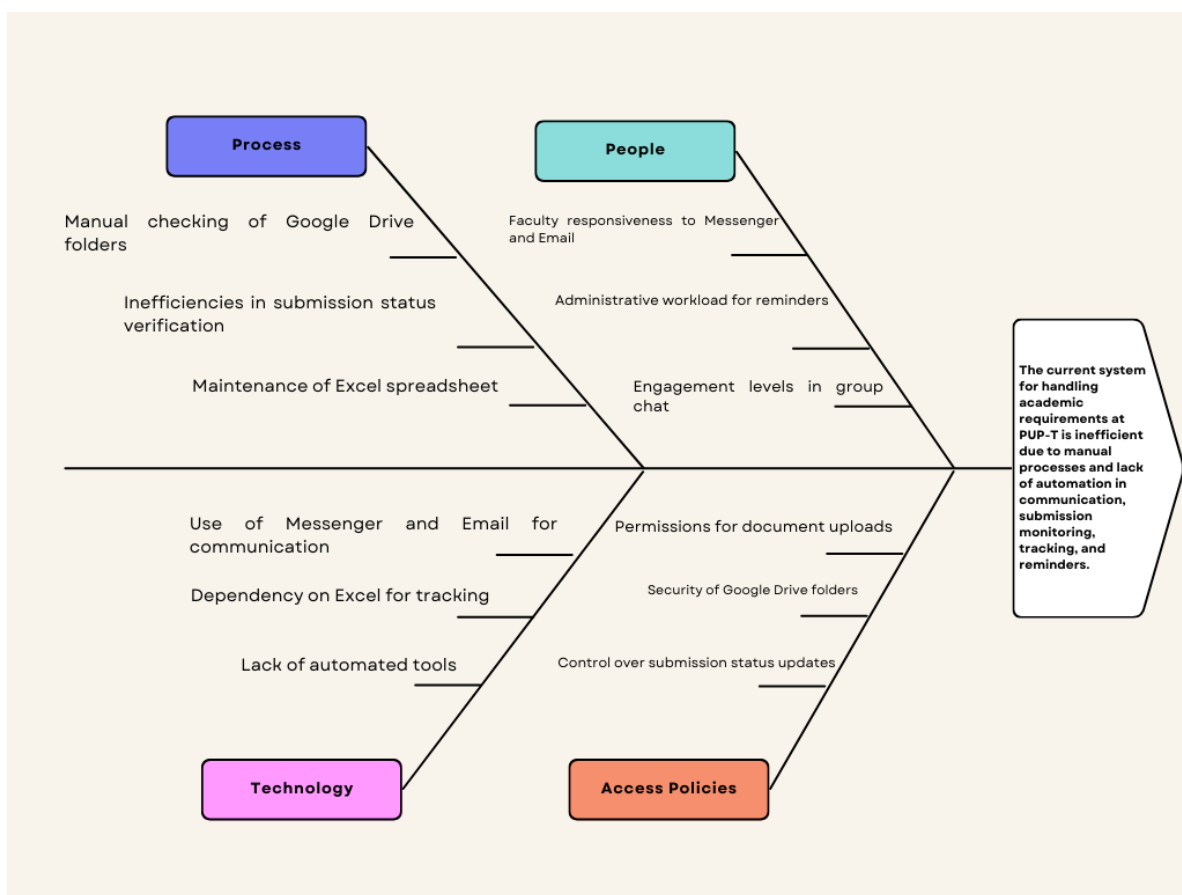 Process
People
Manual checking of Google Drive
folders
Faculty responsiveness to Messenger
and Email
Inefficiencies in submission status
verification
Administrative workload for reminders
Maintenance of Excel spreadsheet
Engagement levels in group
chat
The current system
for handling
academic
requirements at
PUP-T is inefficient
due to manual
processes and lack
of automation in
communication,
submission
monitoring,
tracking, and
reminders.
Use of Messenger and Email for
communication
Permissions for document uploads
Dependency on Excel for tracking
Security of Google Drive folders
Lack of automated tools
Control over submission status updates
Technology
Access Policies